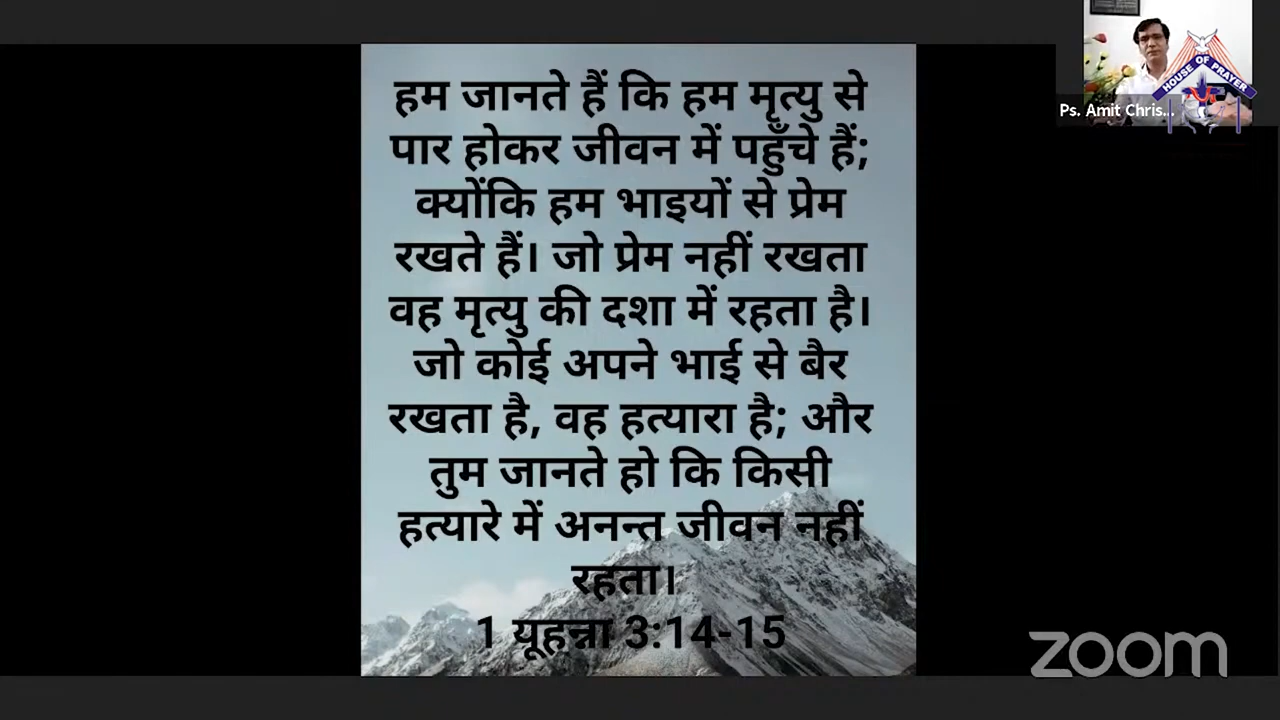 हम जानते हैं कि हम मृत्यु से
पार होकर जीवन में पहुँचे हैं;
क्योंकि हम भाइयों से प्रेम
रखते हैं। जो प्रेम नहीं रखता
वह मृत्यु की दशा में रहता है।
जो कोई अपने भाई से बैर
रखता है, वह हत्यारा है; और
तुम जानते हो कि किसी
हत्यारे में अनन्त जीवन नहीं
रहता।
1 यूहन्ना 3:14-15
HOUSE OF PRAYER
Ps. Amit Chris...
zoom